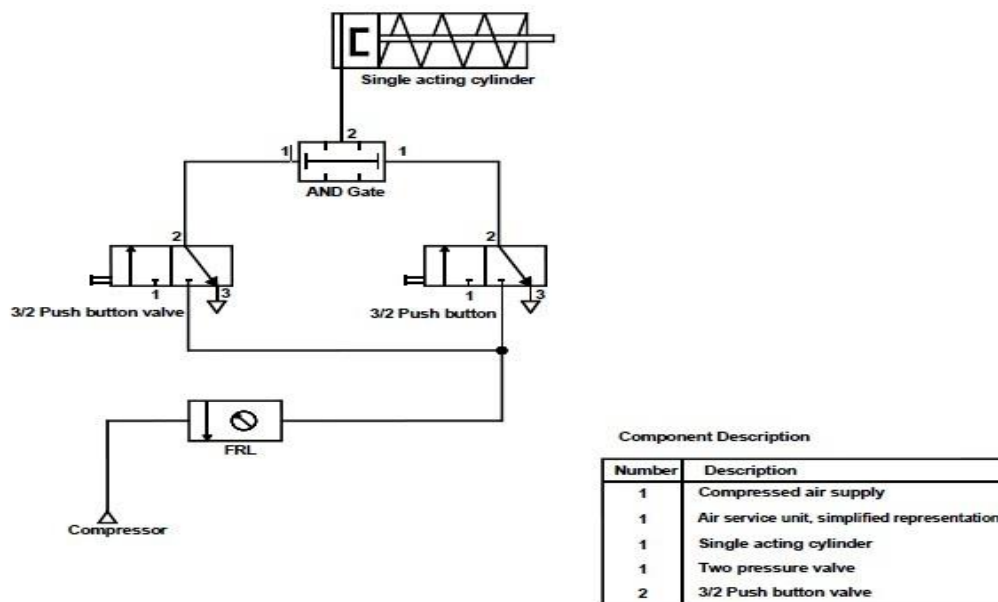 Single acting cylinder
2
1 1
AND Gate
2 2
1 3 1 3
3/2 Push button valve 3/2 Push button
FRL
Compressor
Component Description
Number Description
1 Compressed air supply
1 Air service unit, simplified representation
1 Single acting cylinder
1 Two pressure valve
2 3/2 Push button valve